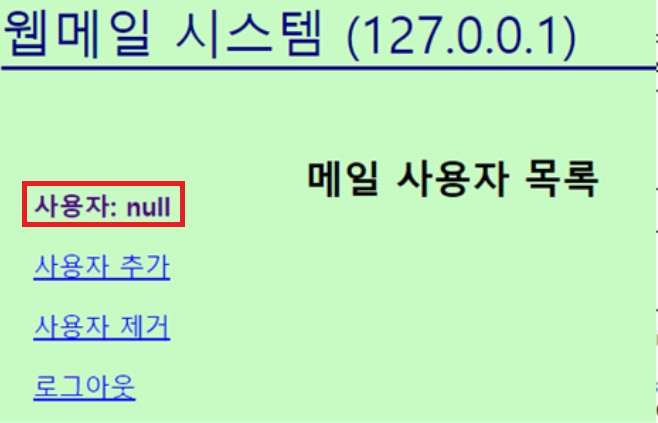 웹메일 시스템 (127.0.0.1)
메일 사용자 목록
사용자: null
사용자 추가
사용자 제거
로그아웃